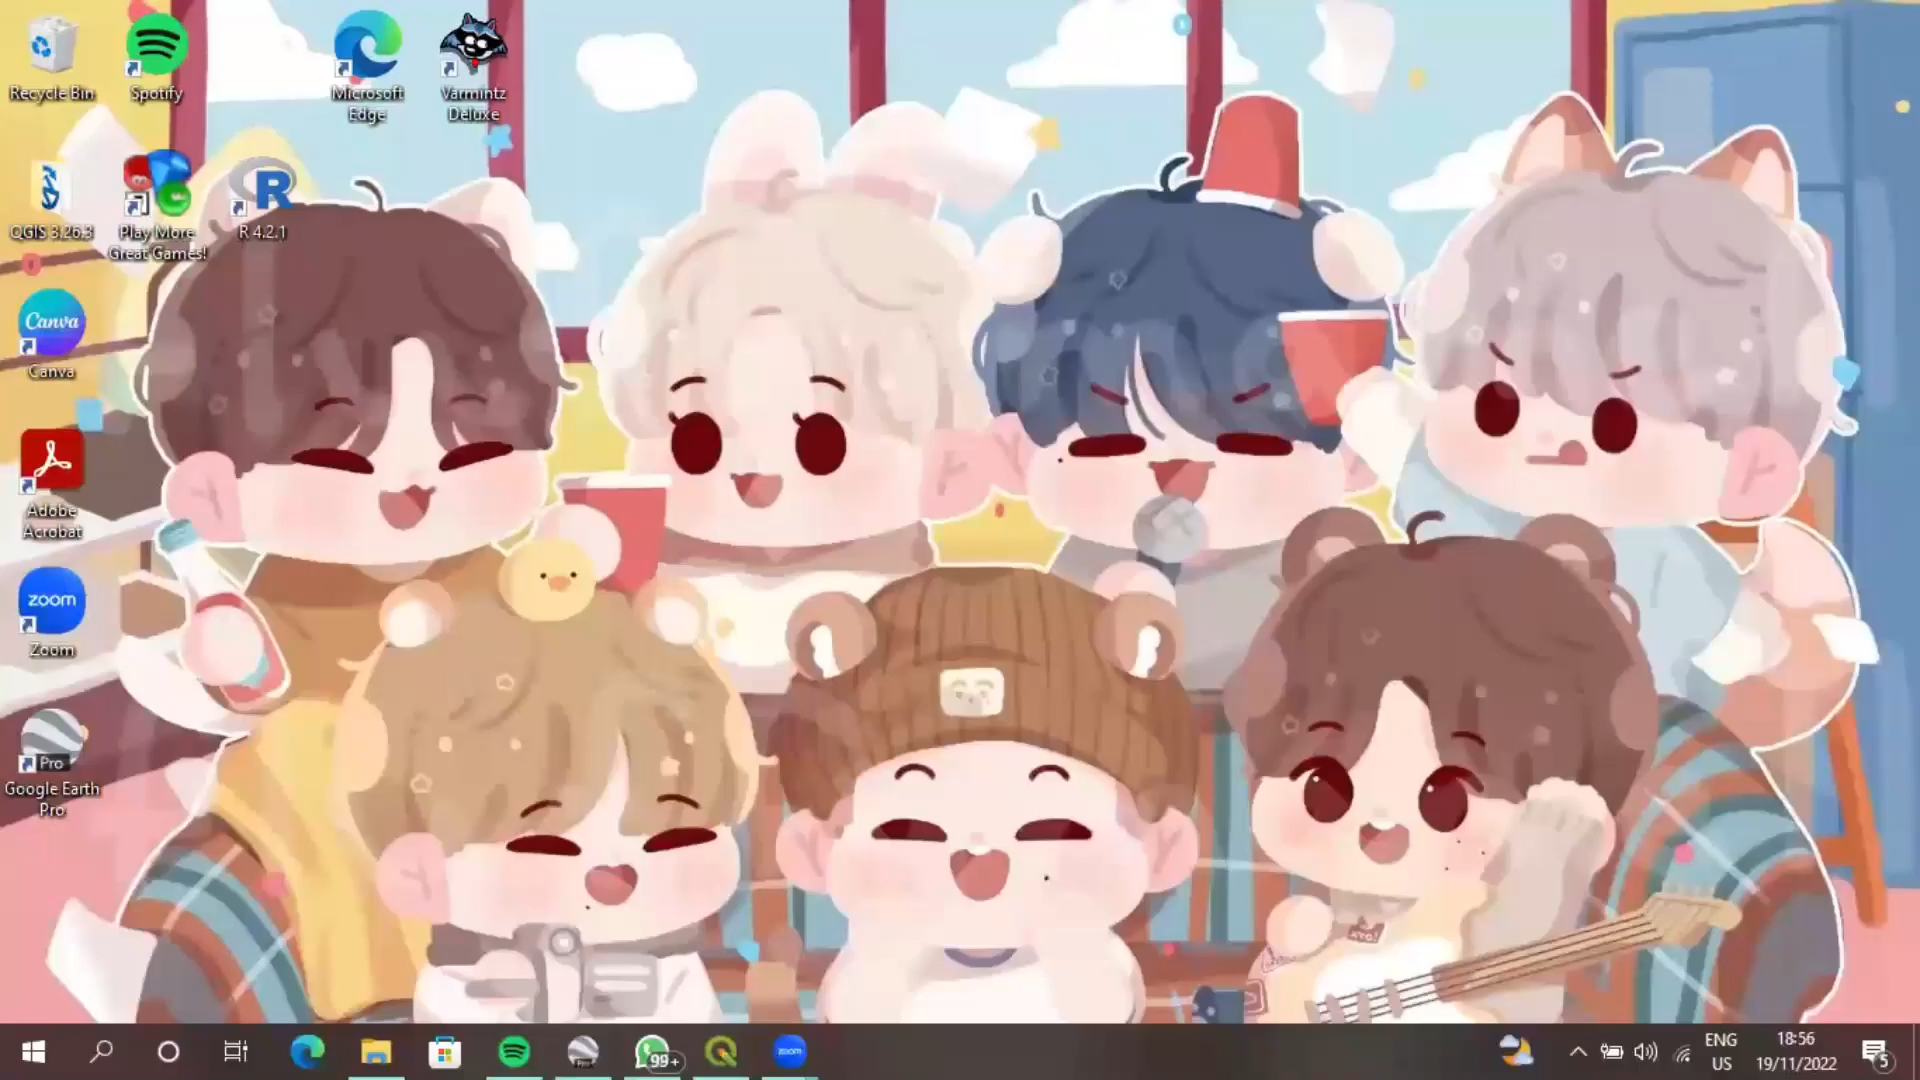 Recycle Bin
Spotify
Microsoft
Edge
Varmintz
Deluxe
QGIS 3.26.3
Play More
Great Games!
R
R 4.2.1
Canva
Canva
Adobe
Acrobat
zoom
Zoom
Pro
Google Earth
Pro
99+
zoom
ENG
US
18:56
19/11/2022
5